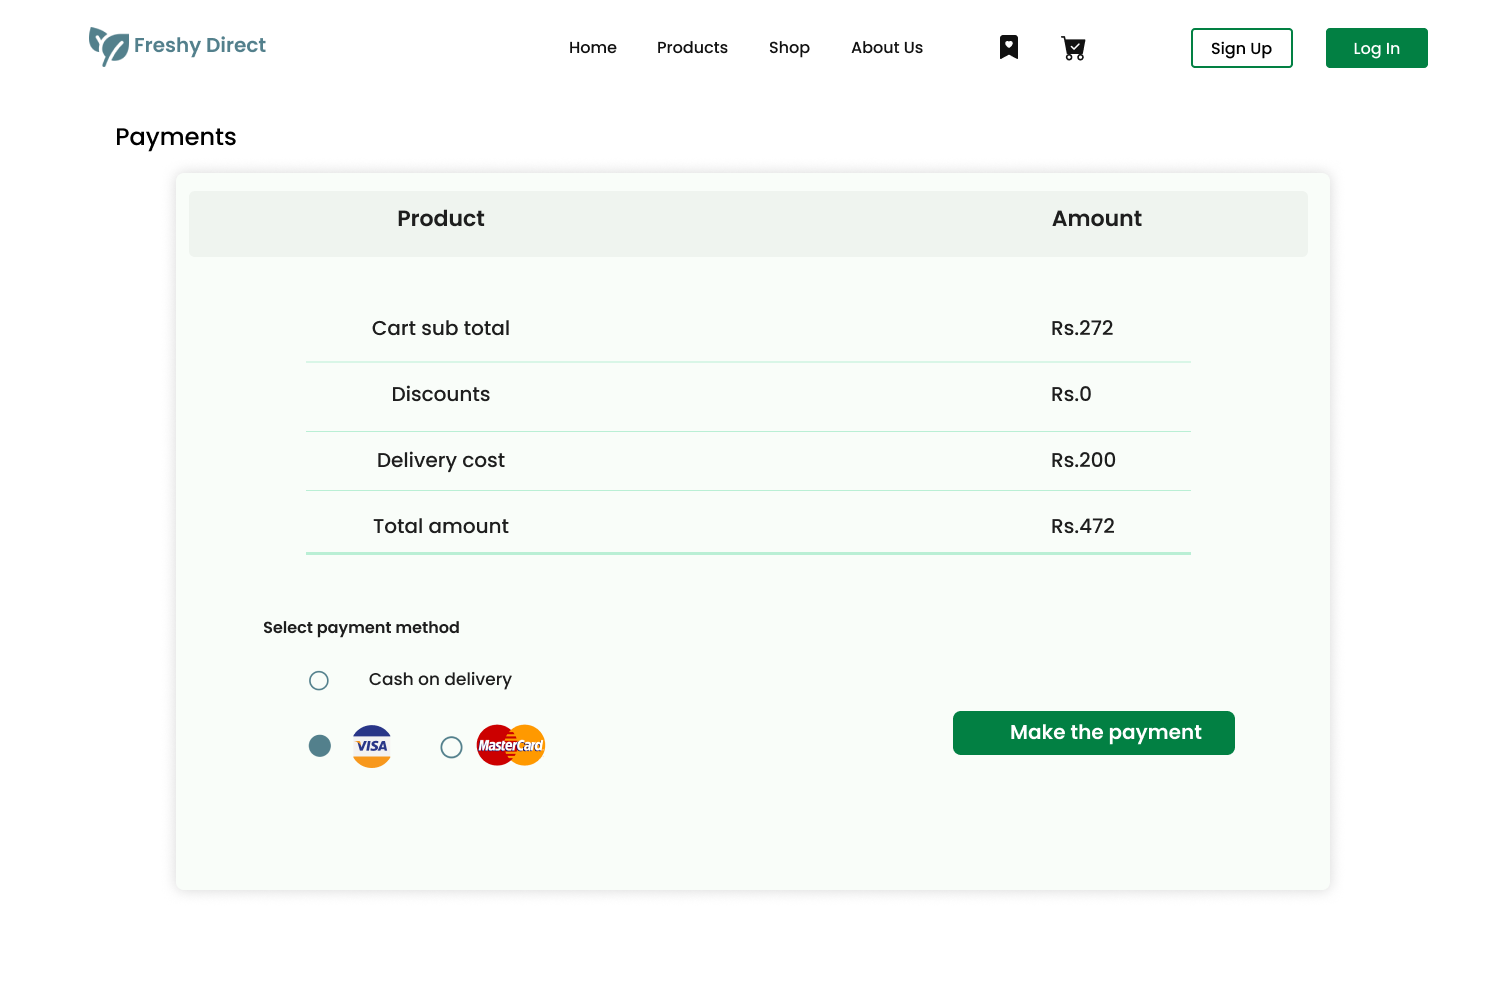 Freshy Direct
Home Products Shop About Us Sign Up Log In
Payments
Product Amount
Cart sub total Rs.272
Discounts Rs.0
Delivery cost Rs.200
Total amount Rs.472
Select payment method
Cash on delivery
VISA MasterCard Make the payment